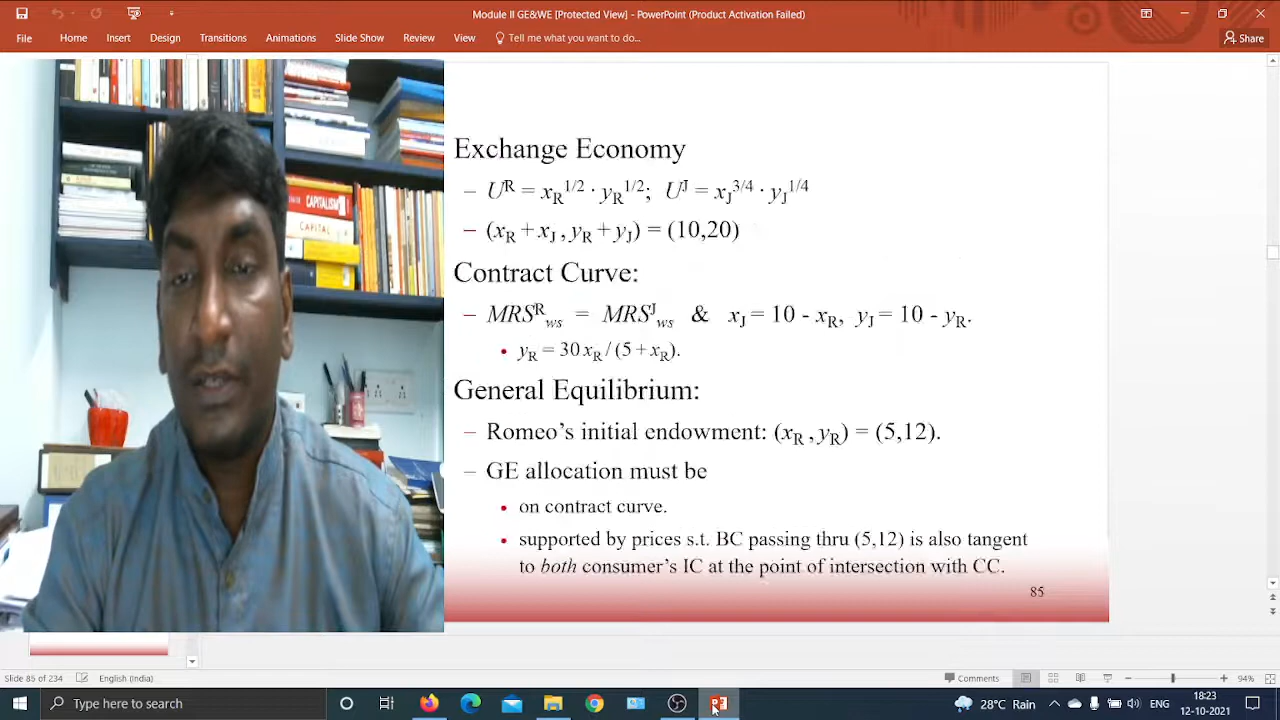 Module II GE&WE [Protected View] - PowerPoint (Product Activation Failed)
File Home Insert Design Transitions Animations Slide Show Review View Tell me what you want to do... Share
CAPITALISM
CAPITAL
Exchange Economy
– Uᴿ = x_R^1/2 · y_R^1/2; Uᴶ = x_J^3/4 · y_J^1/4
– (x_R + x_J , y_R + y_J) = (10,20)
Contract Curve:
– MRSᴿ_ws = MRSᴶ_ws & x_J = 10 - x_R, y_J = 10 - y_R.
• y_R = 30 x_R / (5 + x_R).
General Equilibrium:
– Romeo's initial endowment: (x_R , y_R) = (5,12).
– GE allocation must be
• on contract curve.
• supported by prices s.t. BC passing thru (5,12) is also tangent
to both consumer's IC at the point of intersection with CC.
85
Slide 85 of 234 English (India) Comments 94%
Type here to search 28°C Rain ENG 18:23
12-10-2021